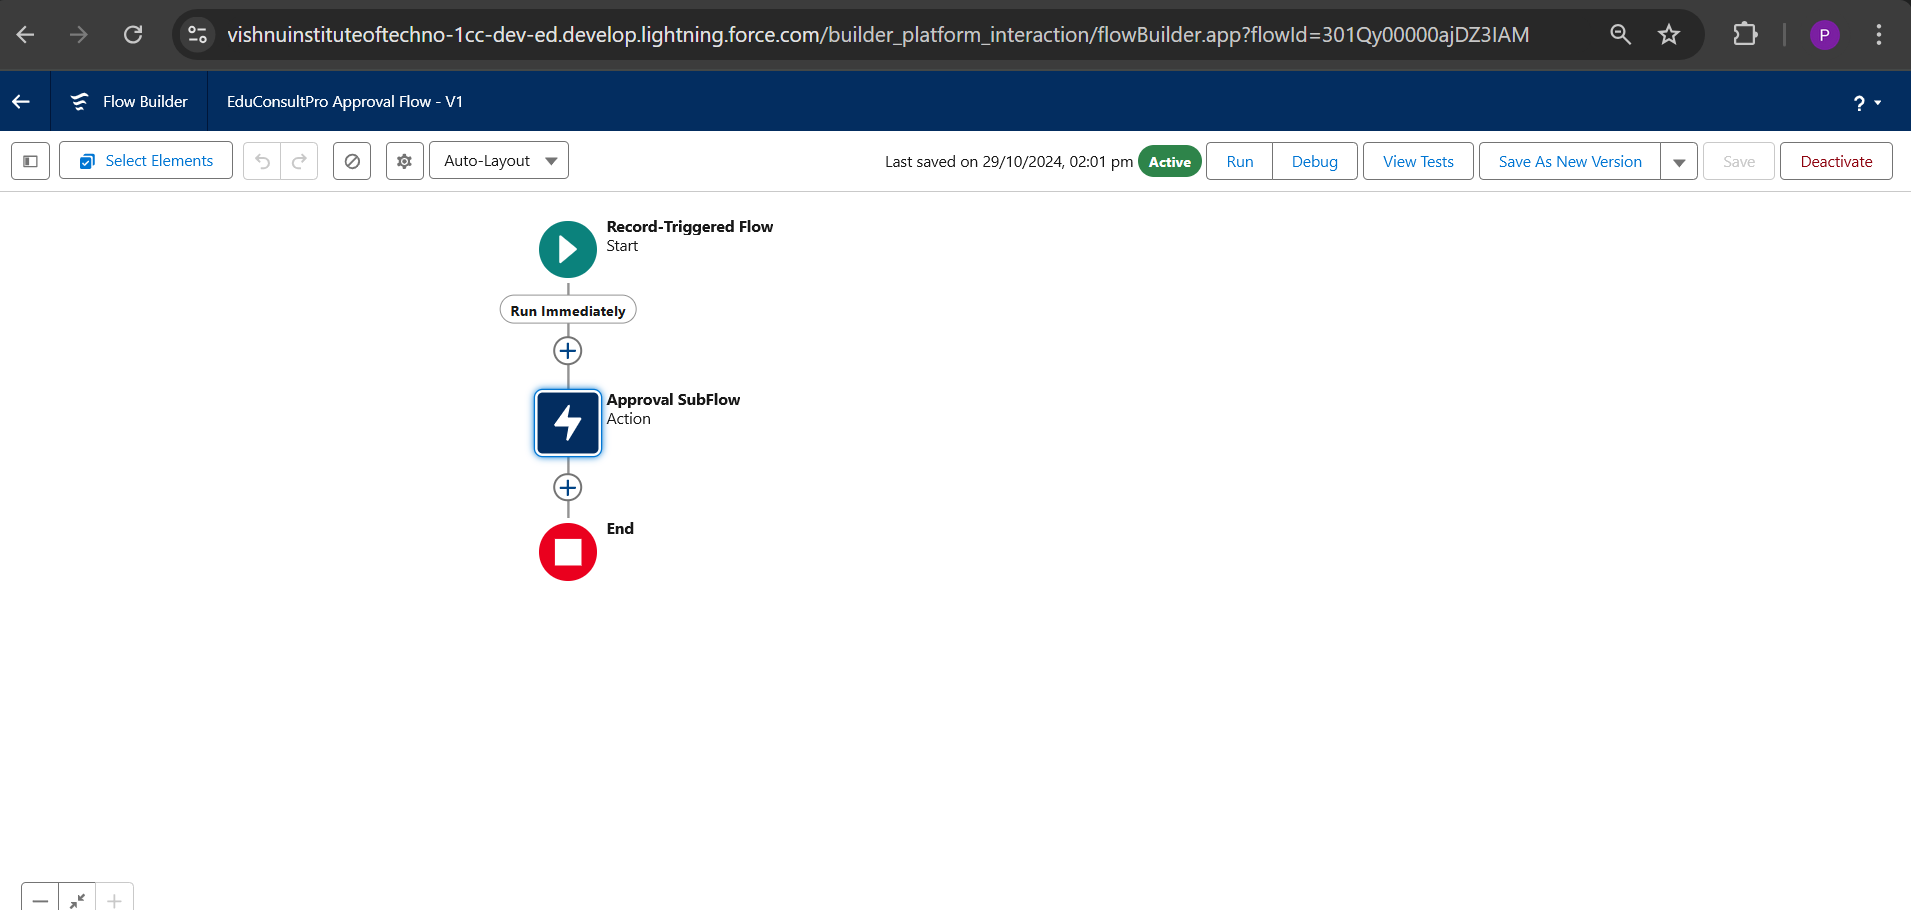 vishnuinstituteoftechno-1cc-dev-ed.develop.lightning.force.com/builder_platform_interaction/flowBuilder.app?flowId=301Qy00000ajDZ3IAM
P
Flow Builder
EduConsultPro Approval Flow - V1
?
Select Elements
Auto-Layout
Last saved on 29/10/2024, 02:01 pm
Active
Run
Debug
View Tests
Save As New Version
Save
Deactivate
Record-Triggered Flow
Start
Run Immediately
Approval SubFlow
Action
End